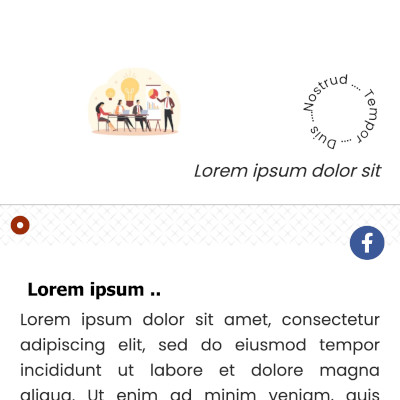 Nostrud .... Tempor .... Duis ....
Lorem ipsum dolor sit
Lorem ipsum ..
Lorem ipsum dolor sit amet, consectetur
adipiscing elit, sed do eiusmod tempor
incididunt ut labore et dolore magna
aliqua. Ut enim ad minim veniam, quis